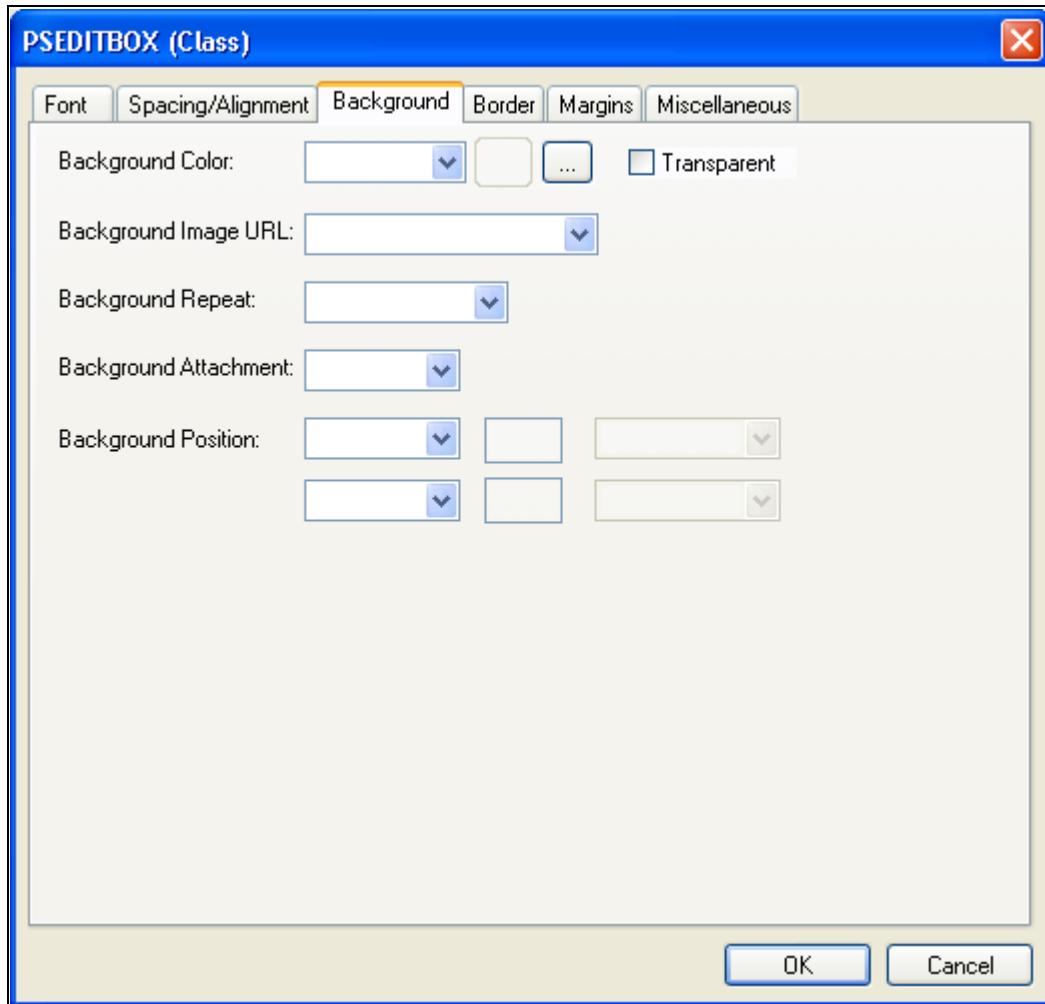 PSEDITBOX (Class)
Font Spacing/Alignment Background Border Margins Miscellaneous
Background Color: ... Transparent
Background Image URL:
Background Repeat:
Background Attachment:
Background Position:
OK Cancel